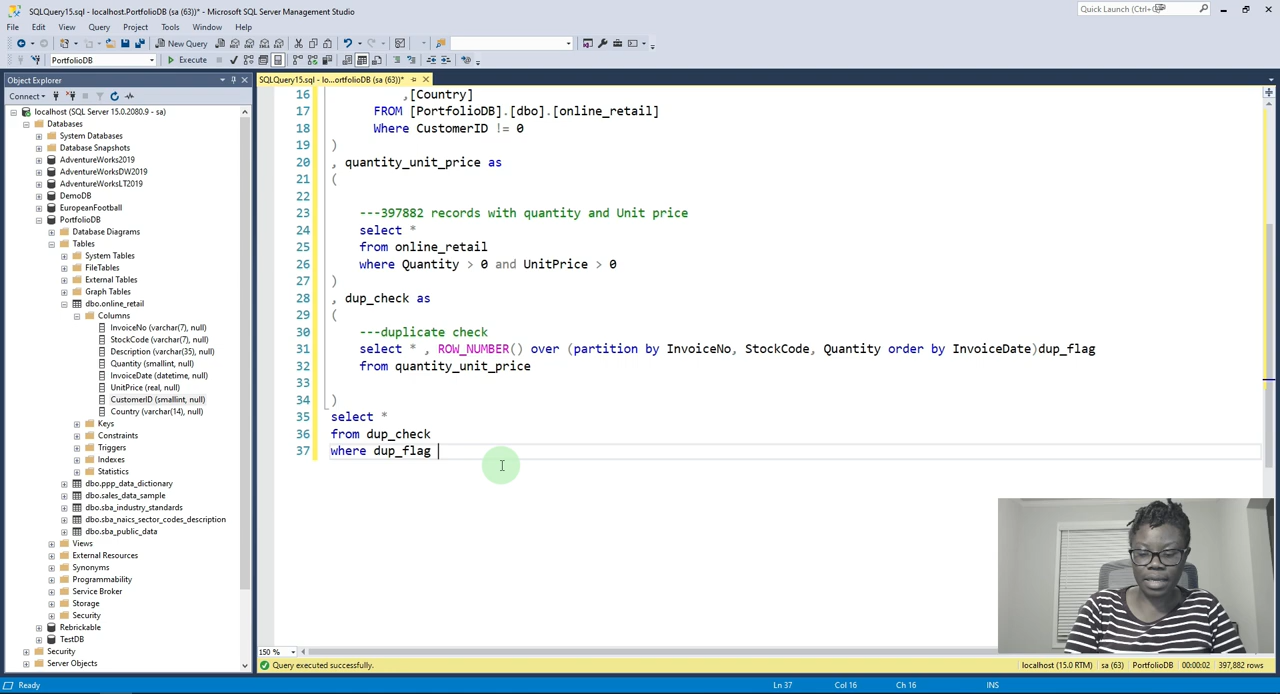 SQLQuery15.sql - localhost.PortfolioDB (sa (63))* - Microsoft SQL Server Management Studio
Quick Launch (Ctrl+
File Edit View Query Project Tools Window Help
New Query
PortfolioDB
Execute
Object Explorer
SQLQuery15.sql - lo...ortfolioDB (sa (63))*
Connect
localhost (SQL Server 15.0.2080.9 - sa)
Databases
System Databases
Database Snapshots
AdventureWorks2019
AdventureWorksDW2019
AdventureWorksLT2019
DemoDB
EuropeanFootball
PortfolioDB
Database Diagrams
Tables
System Tables
FileTables
External Tables
Graph Tables
dbo.online_retail
Columns
InvoiceNo (varchar(7), null)
StockCode (varchar(7), null)
Description (varchar(35), null)
Quantity (smallint, null)
InvoiceDate (datetime, null)
UnitPrice (real, null)
CustomerID (smallint, null)
Country (varchar(14), null)
Keys
Constraints
Triggers
Indexes
Statistics
dbo.ppp_data_dictionary
dbo.sales_data_sample
dbo.sba_industry_standards
dbo.sba_naics_sector_codes_description
dbo.sba_public_data
Views
External Resources
Synonyms
Programmability
Service Broker
Storage
Security
Rebrickable
TestDB
Security
Server Objects
16 ,[Country]
17 FROM [PortfolioDB].[dbo].[online_retail]
18 Where CustomerID != 0
19 )
20 , quantity_unit_price as
21 (
22
23 ---397882 records with quantity and Unit price
24 select *
25 from online_retail
26 where Quantity > 0 and UnitPrice > 0
27 )
28 , dup_check as
29 (
30 ---duplicate check
31 select * , ROW_NUMBER() over (partition by InvoiceNo, StockCode, Quantity order by InvoiceDate)dup_flag
32 from quantity_unit_price
33
34 )
35 select *
36 from dup_check
37 where dup_flag
150 %
Query executed successfully.
localhost (15.0 RTM) sa (63) PortfolioDB 00:00:02 397,882 rows
Ready
Ln 37 Col 16 Ch 16 INS